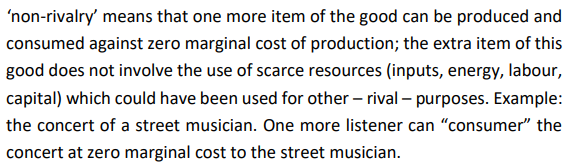 ‘non-rivalry’ means that one more item of the good can be produced and
consumed against zero marginal cost of production; the extra item of this
good does not involve the use of scarce resources (inputs, energy, labour,
capital) which could have been used for other – rival – purposes. Example:
the concert of a street musician. One more listener can “consumer” the
concert at zero marginal cost to the street musician.